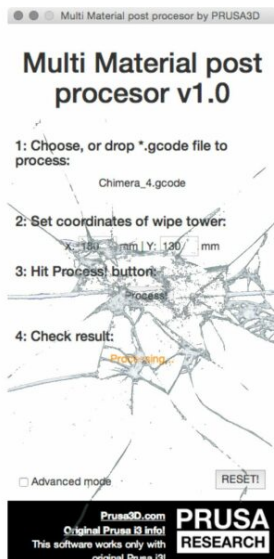 Multi Material post procesor by PRUSA3D
Multi Material post
procesor v1.0
1: Choose, or drop *.gcode file to
process:
Chimera_4.gcode
2: Set coordinates of wipe tower:
X: 180 mm | Y: 130 mm
3: Hit Process! button:
Process!
4: Check result:
Processing...
Advanced mode
RESET!
Prusa3D.com
Original Prusa i3 info!
This software works only with
original Prusa i3!
PRUSA
RESEARCH